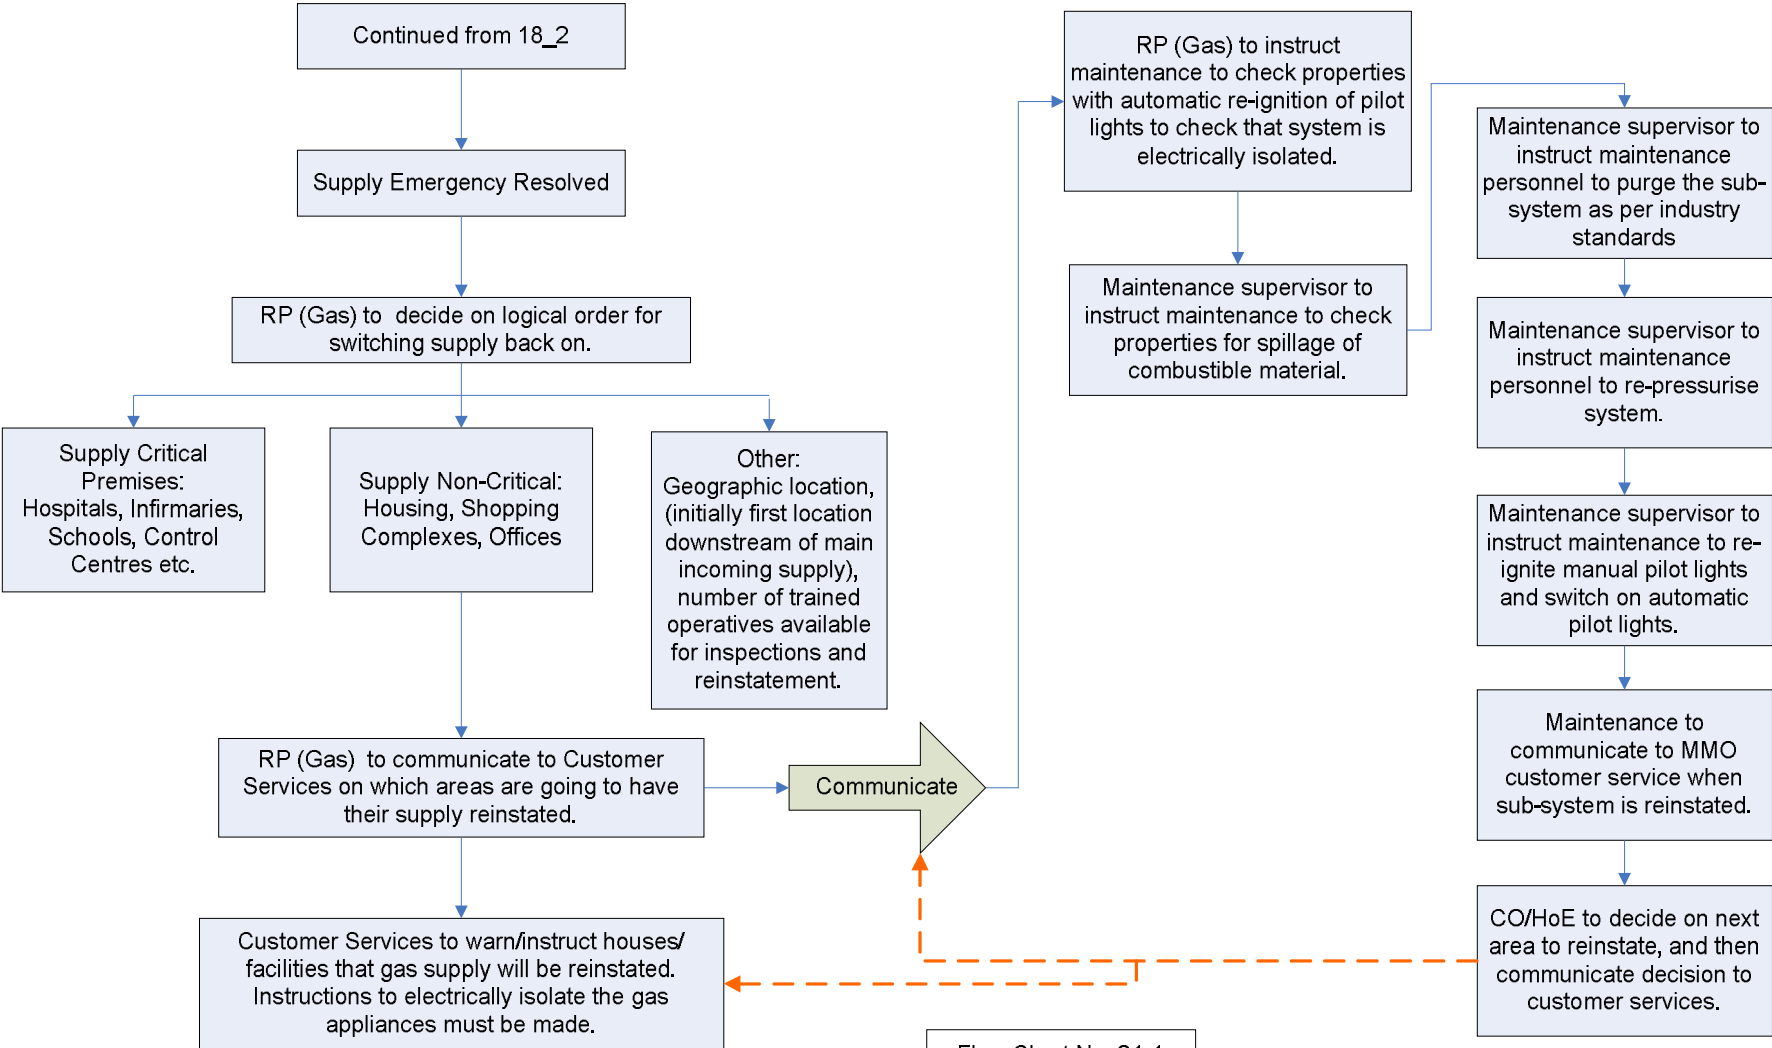 Continued from 18_2
Supply Emergency Resolved
RP (Gas) to decide on logical order for
switching supply back on.
Supply Critical
Premises:
Hospitals, Infirmaries,
Schools, Control
Centres etc.
Supply Non-Critical:
Housing, Shopping
Complexes, Offices
Other:
Geographic location,
(initially first location
downstream of main
incoming supply),
number of trained
operatives available
for inspections and
reinstatement.
RP (Gas) to communicate to Customer
Services on which areas are going to have
their supply reinstated.
Communicate
Customer Services to warn/instruct houses/
facilities that gas supply will be reinstated.
Instructions to electrically isolate the gas
appliances must be made.
RP (Gas) to instruct
maintenance to check properties
with automatic re-ignition of pilot
lights to check that system is
electrically isolated.
Maintenance supervisor to
instruct maintenance to check
properties for spillage of
combustible material.
Maintenance supervisor to
instruct maintenance
personnel to purge the sub-
system as per industry
standards
Maintenance supervisor to
instruct maintenance
personnel to re-pressurise
system.
Maintenance supervisor to
instruct maintenance to re-
ignite manual pilot lights
and switch on automatic
pilot lights.
Maintenance to
communicate to MMO
customer service when
sub-system is reinstated.
CO/HoE to decide on next
area to reinstate, and then
communicate decision to
customer services.